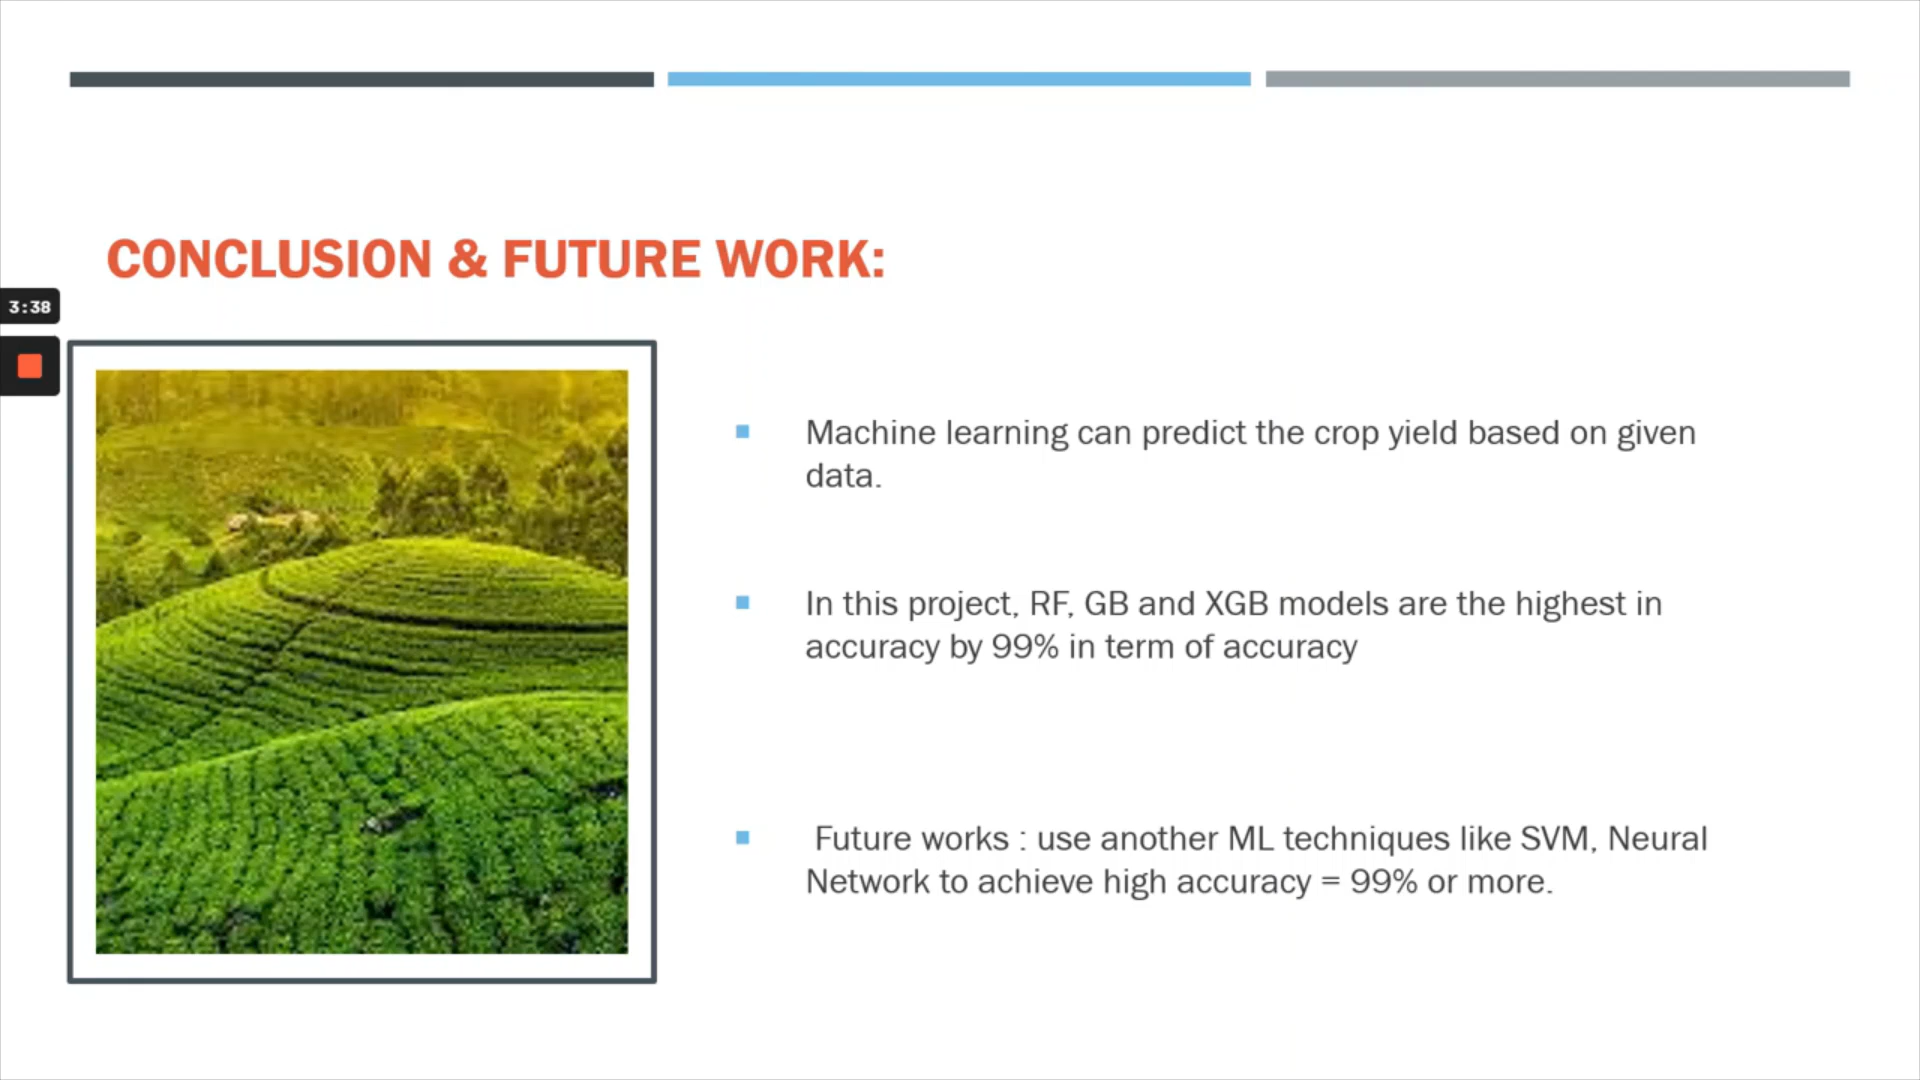 CONCLUSION & FUTURE WORK:
3:38
Machine learning can predict the crop yield based on given
data.
In this project, RF, GB and XGB models are the highest in
accuracy by 99% in term of accuracy
Future works : use another ML techniques like SVM, Neural
Network to achieve high accuracy = 99% or more.